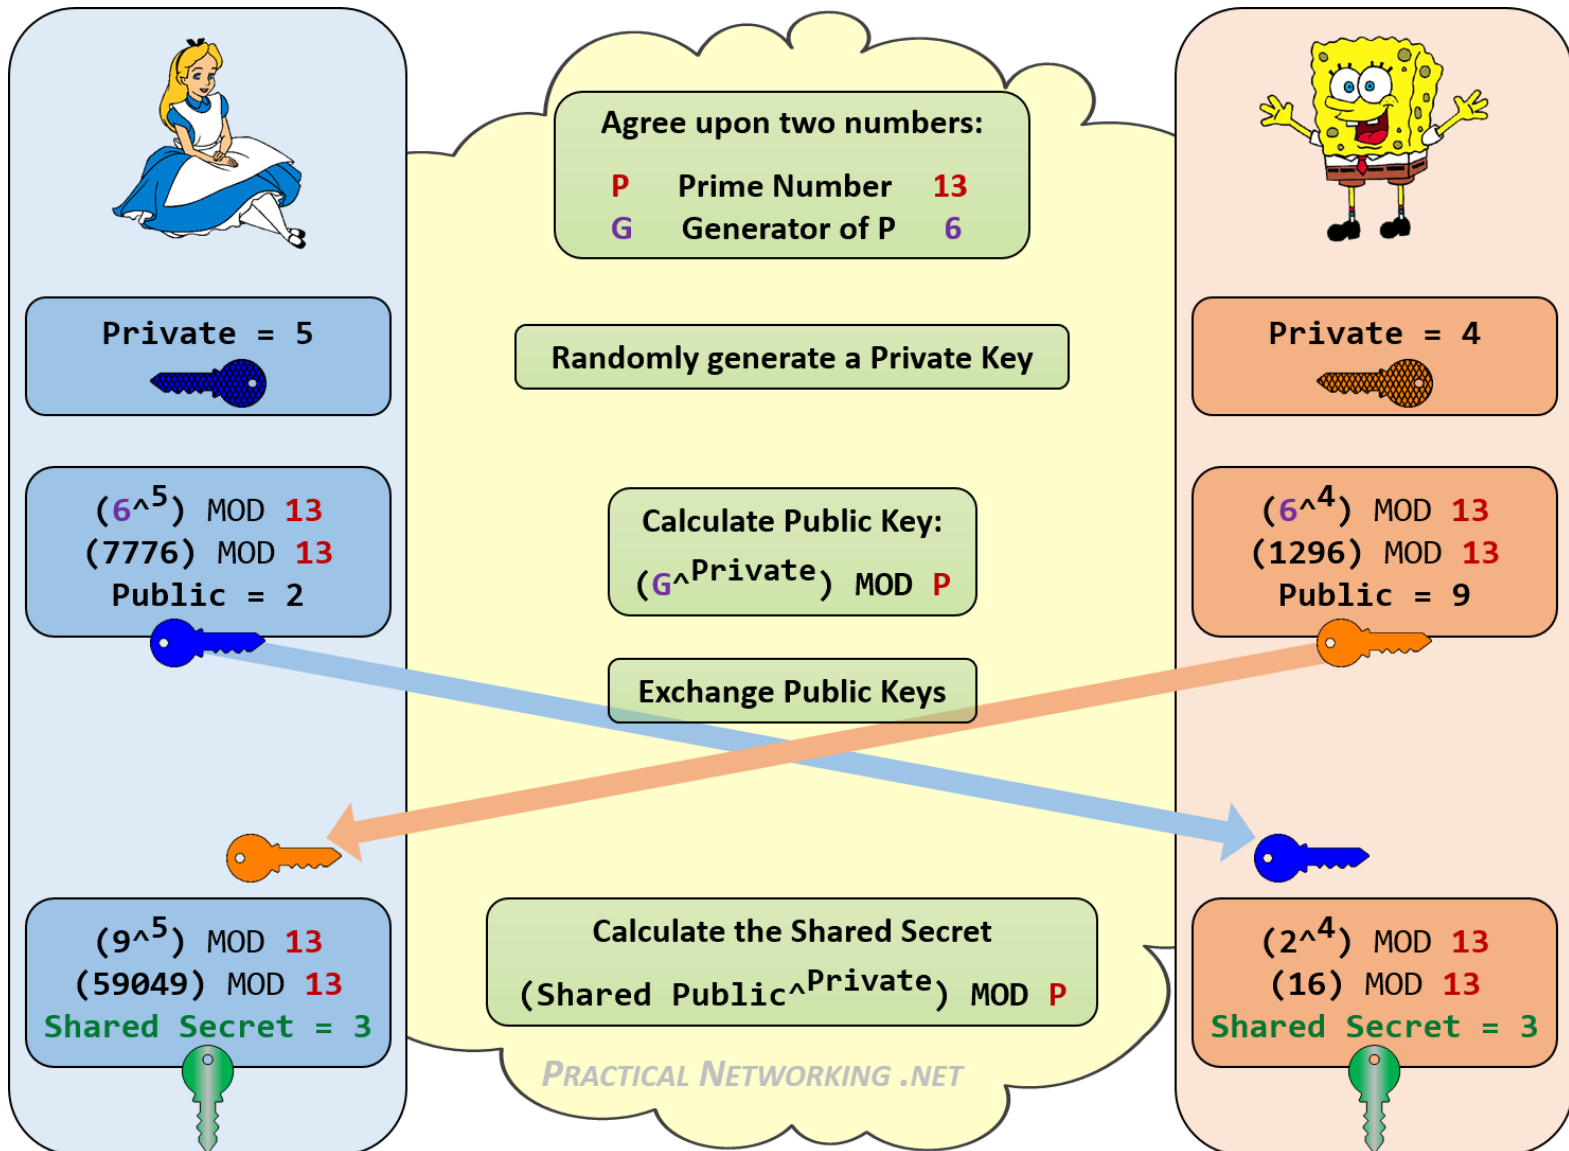 Agree upon two numbers:
P Prime Number 13
G Generator of P 6
Private = 5
Randomly generate a Private Key
Private = 4
(6^5) MOD 13
(7776) MOD 13
Public = 2
Calculate Public Key:
(G^Private) MOD P
(6^4) MOD 13
(1296) MOD 13
Public = 9
Exchange Public Keys
(9^5) MOD 13
(59049) MOD 13
Shared Secret = 3
Calculate the Shared Secret
(Shared Public^Private) MOD P
(2^4) MOD 13
(16) MOD 13
Shared Secret = 3
PRACTICAL NETWORKING .NET